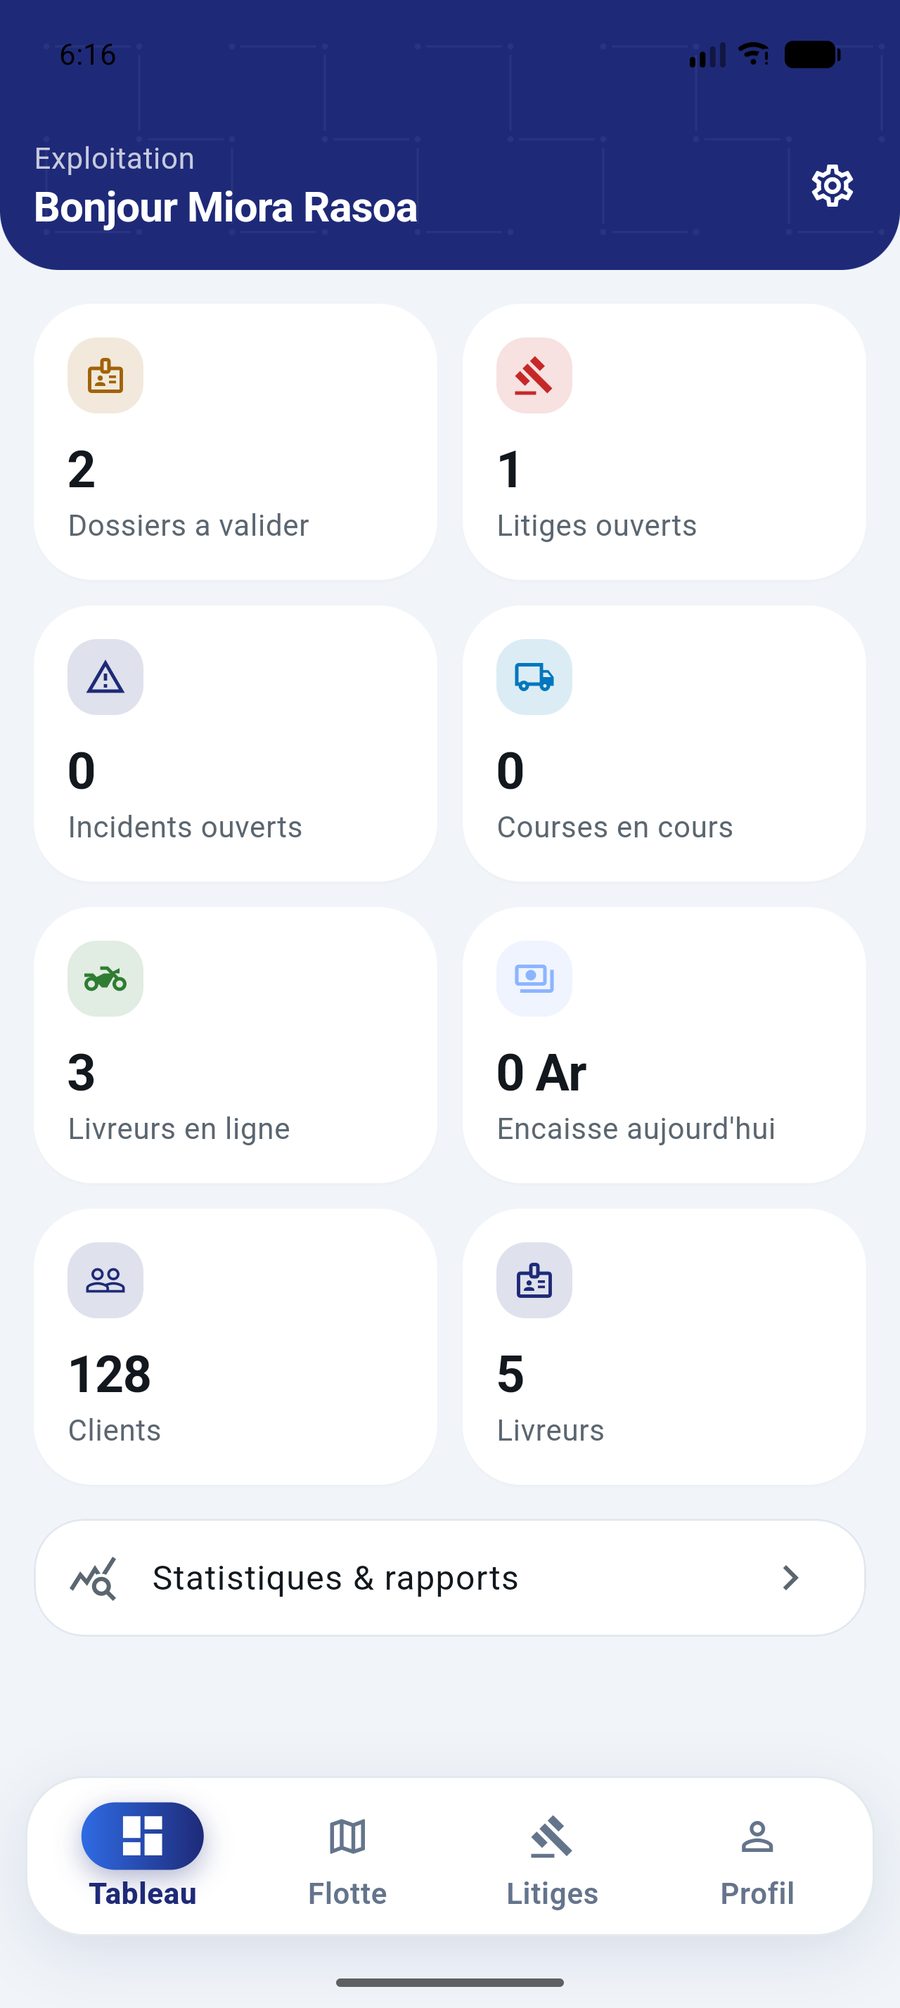 6:16
Exploitation
Bonjour Miora Rasoa
2
Dossiers a valider
1
Litiges ouverts
0
Incidents ouverts
0
Courses en cours
3
Livreurs en ligne
0 Ar
Encaisse aujourd'hui
128
Clients
5
Livreurs
Statistiques & rapports
Tableau
Flotte
Litiges
Profil